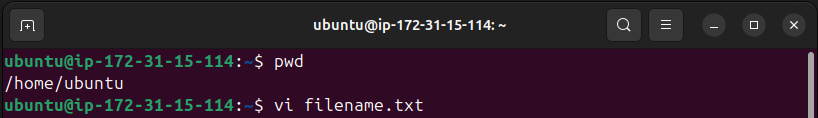 ubuntu@ip-172-31-15-114: ~
ubuntu@ip-172-31-15-114:~$ pwd
/home/ubuntu
ubuntu@ip-172-31-15-114:~$ vi filename.txt